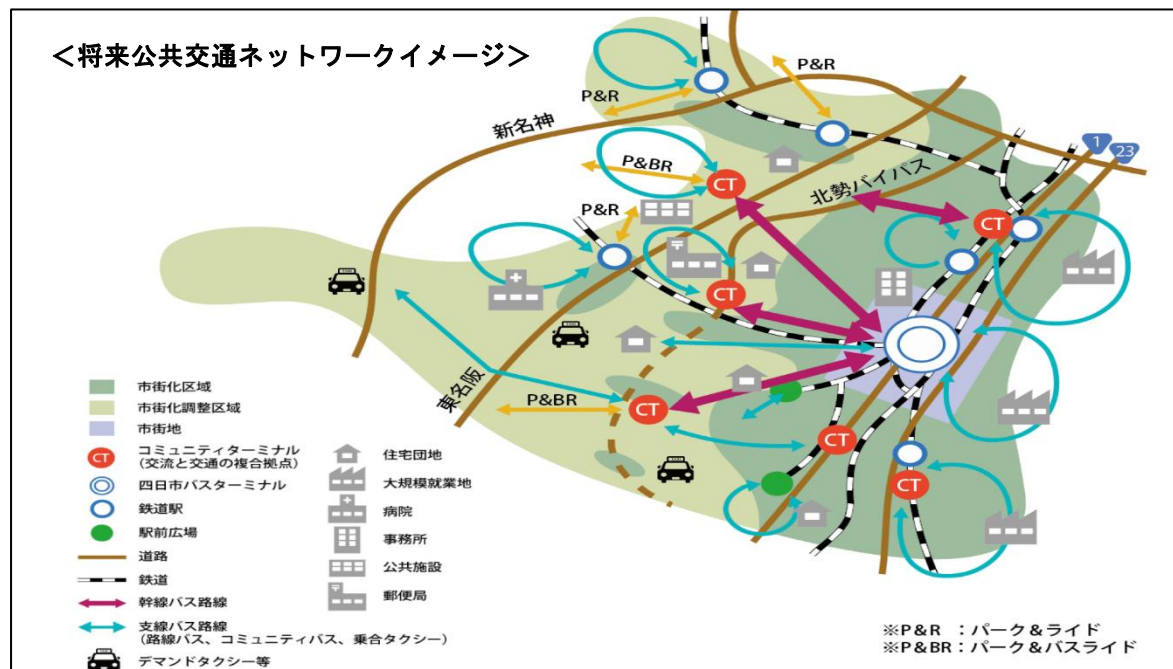 ＜将来公共交通ネットワークイメージ＞
P&R
P&R
新名神
1
23
P&BR
CT
北勢バイパス
P&R
CT
CT
東名阪
P&BR
CT
CT
CT
市街化区域
市街化調整区域
市街地
CT
コミュニティターミナル
(交流と交通の複合拠点)
四日市バスターミナル
鉄道駅
駅前広場
道路
鉄道
幹線バス路線
支線バス路線
(路線バス、コミュニティバス、乗合タクシー)
デマンドタクシー等
住宅団地
大規模就業地
病院
事務所
公共施設
郵便局
※P&R ：パーク&ライド
※P&BR：パーク&バスライド